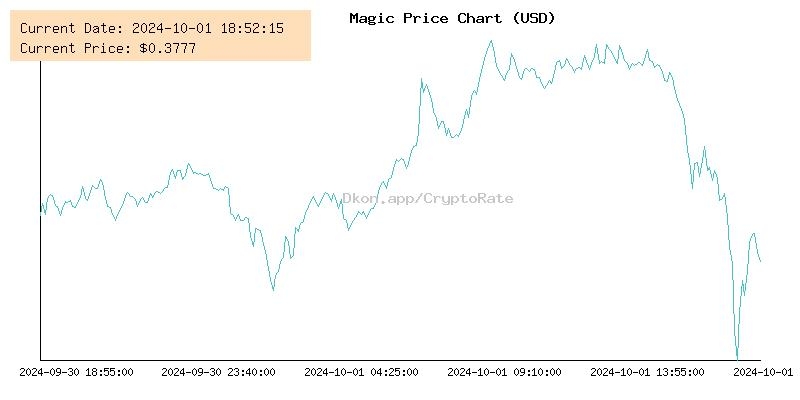 Magic Price Chart (USD)
Current Date: 2024-10-01 18:52:15
Current Price: $0.3777
Dkon.app/CryptoRate
2024-09-30 18:55:00
2024-09-30 23:40:00
2024-10-01 04:25:00
2024-10-01 09:10:00
2024-10-01 13:55:00
2024-10-01